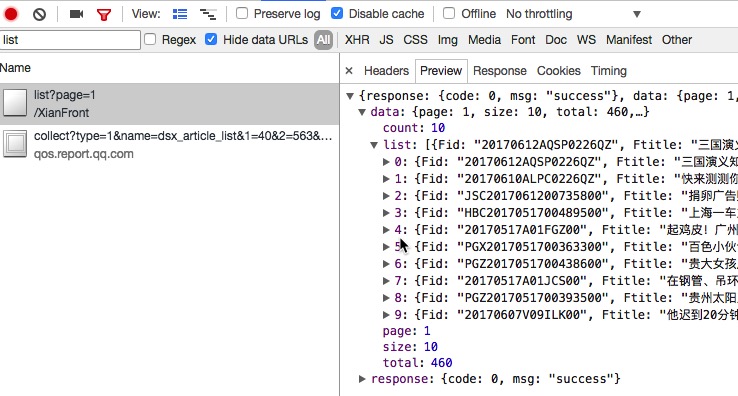 View: Preserve log Disable cache Offline No throttling
list Regex Hide data URLs All XHR JS CSS Img Media Font Doc WS Manifest Other
Name
list?page=1
/XianFront
collect?type=1&name=dsx_article_list&1=40&2=563&…
qos.report.qq.com
× Headers Preview Response Cookies Timing
▼{response: {code: 0, msg: "success"}, data: {page: 1,
▼data: {page: 1, size: 10, total: 460,…}
count: 10
▼list: [{Fid: "20170612AQSP0226QZ", Ftitle: "三国演义
▶0: {Fid: "20170612AQSP0226QZ", Ftitle: "三国演义知
▶1: {Fid: "20170610ALPC0226QZ", Ftitle: "快来测测你
▶2: {Fid: "JSC2017061200735800", Ftitle: "捐卵广告贴
▶3: {Fid: "HBC2017051700489500", Ftitle: "上海一车
▶4: {Fid: "20170517A01FGZ00", Ftitle: "起鸡皮！广州
▶5: {Fid: "PGX2017051700363300", Ftitle: "百色小伙
▶6: {Fid: "PGZ2017051700438600", Ftitle: "贵大女孩
▶7: {Fid: "20170517A01JCS00", Ftitle: "在钢管、吊环
▶8: {Fid: "PGZ2017051700393500", Ftitle: "贵州太阳
▶9: {Fid: "20170607V09ILK00", Ftitle: "他迟到20分钟
page: 1
size: 10
total: 460
▶response: {code: 0, msg: "success"}